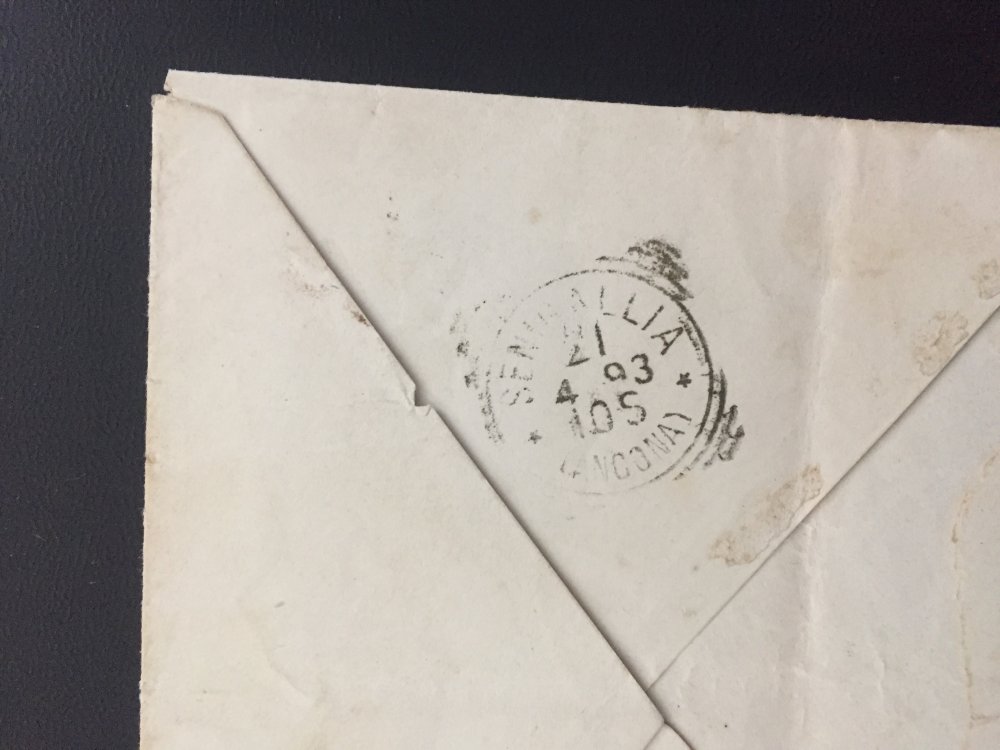 SENIGALLIA
21
4 93
10S
(ANCONA)